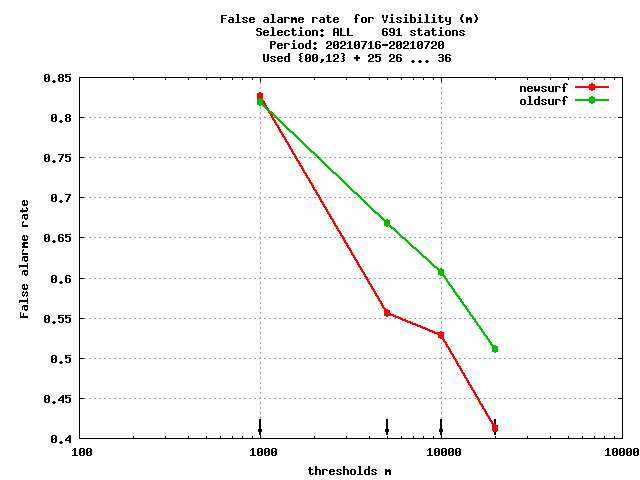 False alarme rate  for Visibility (m)
Selection: ALL    691 stations
Period: 20210716-20210720
Used {00,12} + 25 26 ... 36
newsurf
oldsurf
0.85
0.8
0.75
0.7
0.65
0.6
0.55
0.5
0.45
0.4
False alarme rate
100 1000 10000 10000
thresholds m